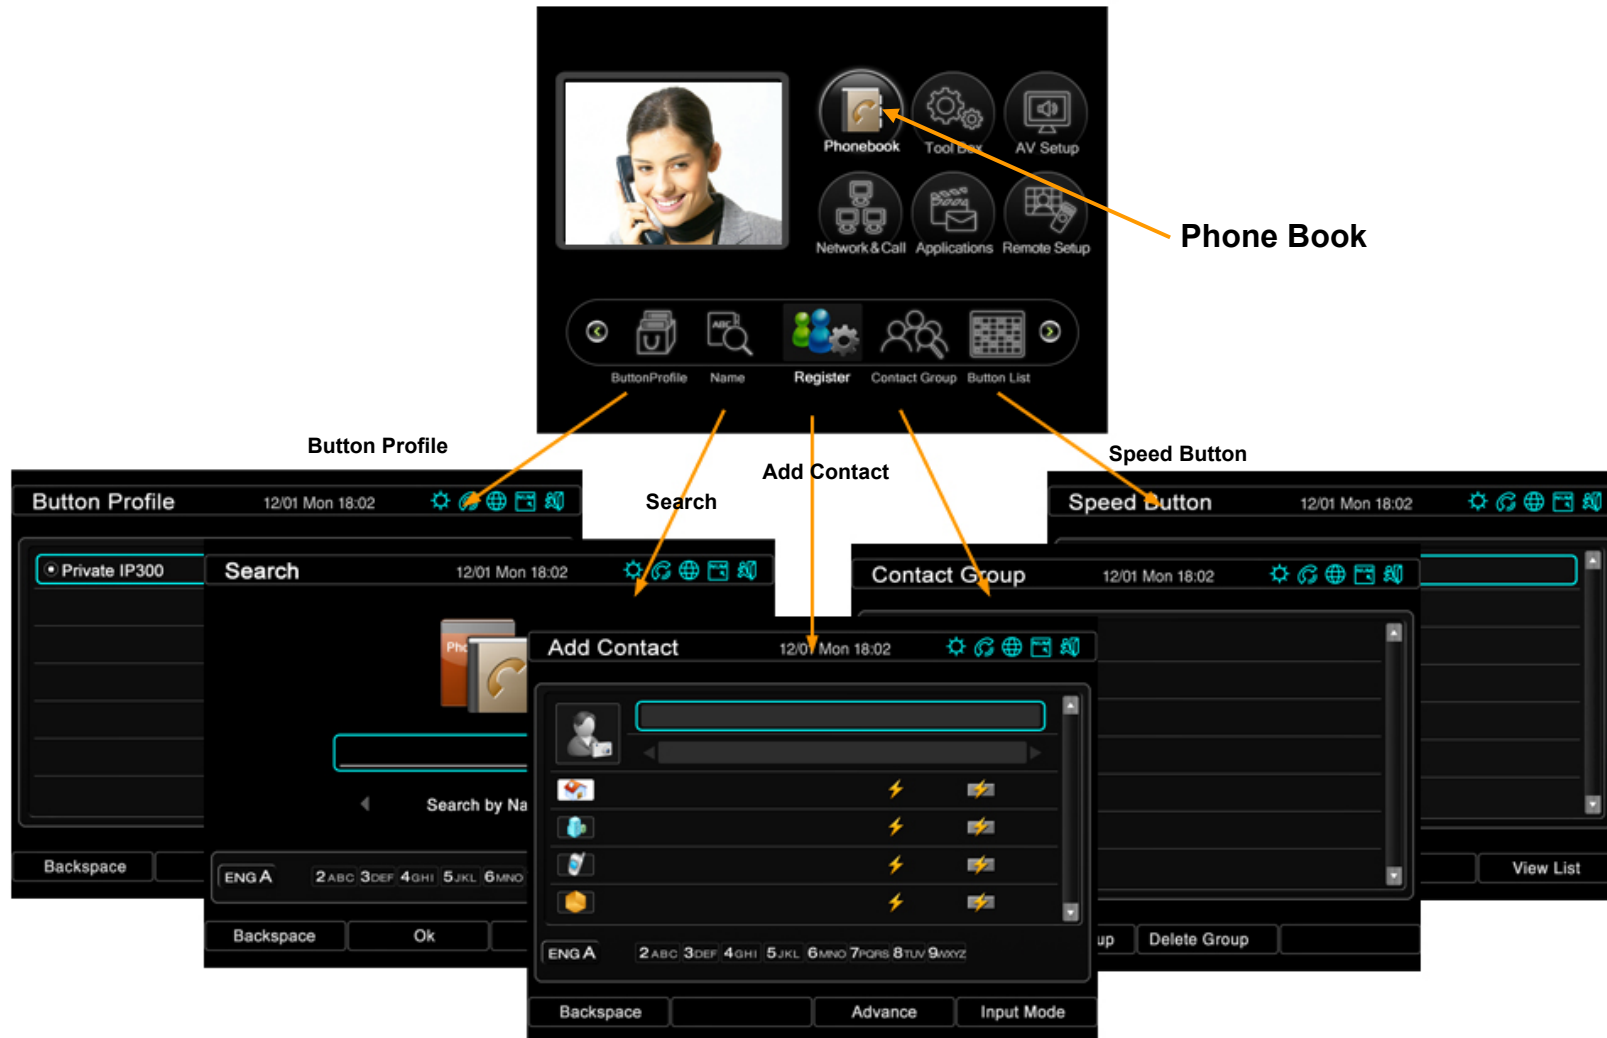 Phonebook
Tool Box
AV Setup
Network & Call
Applications
Remote Setup
Phone Book
ABC
ButtonProfile
Name
Register
Contact Group
Button List
Button Profile
Search
Add Contact
Speed Button
Button Profile
12/01 Mon 18:02
Private IP300
Backspace
Search
12/01 Mon 18:02
Pho
Search by Na
ENG A
2ABC 3DEF 4GHI 5JKL 6MNO
Backspace
Ok
Add Contact
12/01 Mon 18:02
ENG A
2ABC 3DEF 4GHI 5JKL 6MNO 7PQRS 8TUV 9WXYZ
Backspace
Advance
Input Mode
Contact Group
12/01 Mon 18:02
up
Delete Group
Speed Button
12/01 Mon 18:02
View List